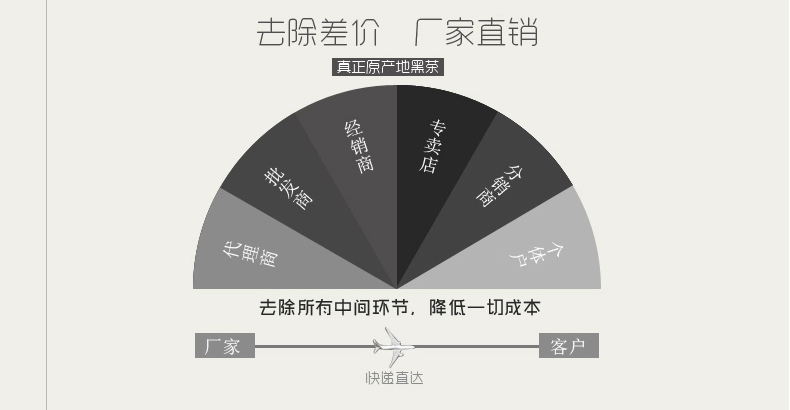 去除差价 厂家直销
真正原产地黑茶
代理商
批发商
经销商
专卖店
分销商
个体户
去除所有中间环节，降低一切成本
厂家
客户
快递直达